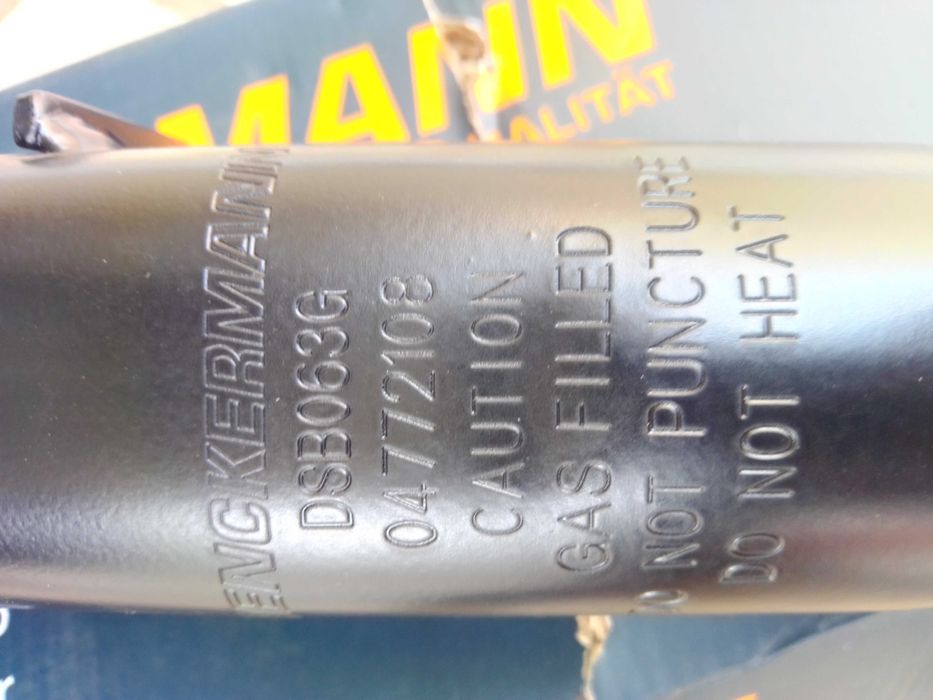 MANN
ALITÄT
ENCKERMANN
DSB063G
04772108
CAUTION
GAS FILLED
DO NOT PUNCTURE
DO NOT HEAT